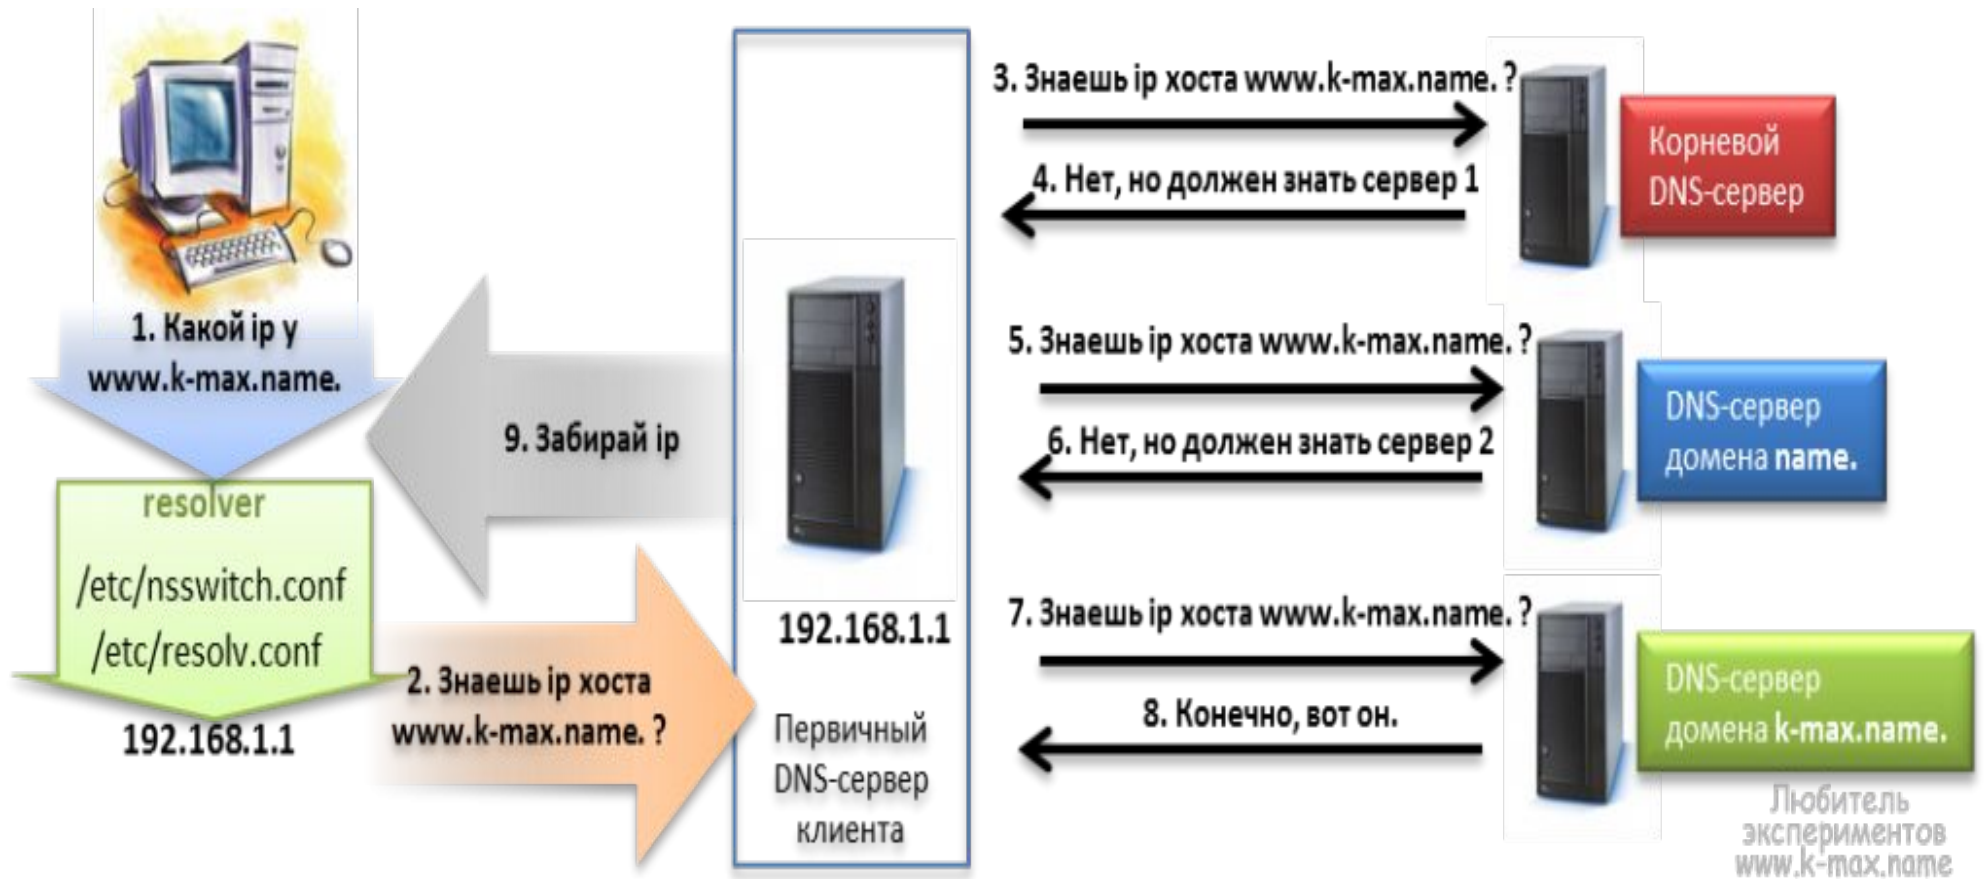 1. Какой ip у
www.k-max.name.
resolver
/etc/nsswitch.conf
/etc/resolv.conf
192.168.1.1
2. Знаешь ip хоста
www.k-max.name. ?
9. Забирай ip
192.168.1.1
Первичный
DNS-сервер
клиента
3. Знаешь ip хоста www.k-max.name. ?
4. Нет, но должен знать сервер 1
Корневой
DNS-сервер
5. Знаешь ip хоста www.k-max.name. ?
6. Нет, но должен знать сервер 2
DNS-сервер
домена name.
7. Знаешь ip хоста www.k-max.name. ?
8. Конечно, вот он.
DNS-сервер
домена k-max.name.
Любитель
экспериментов
www.k-max.name